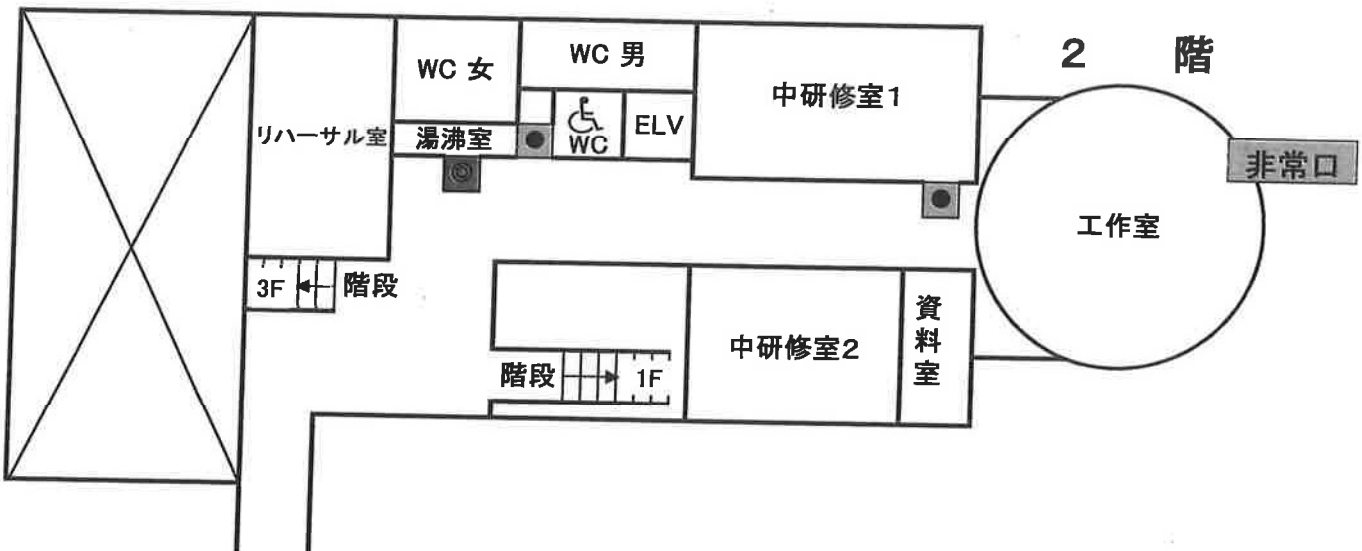 2 階
WC 女
WC 男
中研修室1
リハーサル室
湯沸室
WC
ELV
非常口
工作室
3F
階段
中研修室2
資料室
階段
1F